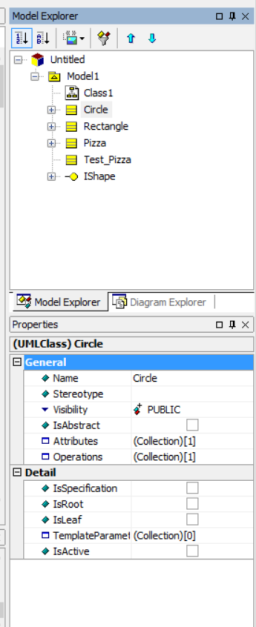 Model Explorer
Untitled
Model1
Class1
Circle
Rectangle
Pizza
Test_Pizza
IShape
Model Explorer Diagram Explorer
Properties
(UMLClass) Circle
General
Name Circle
Stereotype
Visibility PUBLIC
IsAbstract
Attributes (Collection)[1]
Operations (Collection)[1]
Detail
IsSpecification
IsRoot
IsLeaf
TemplateParamet (Collection)[0]
IsActive